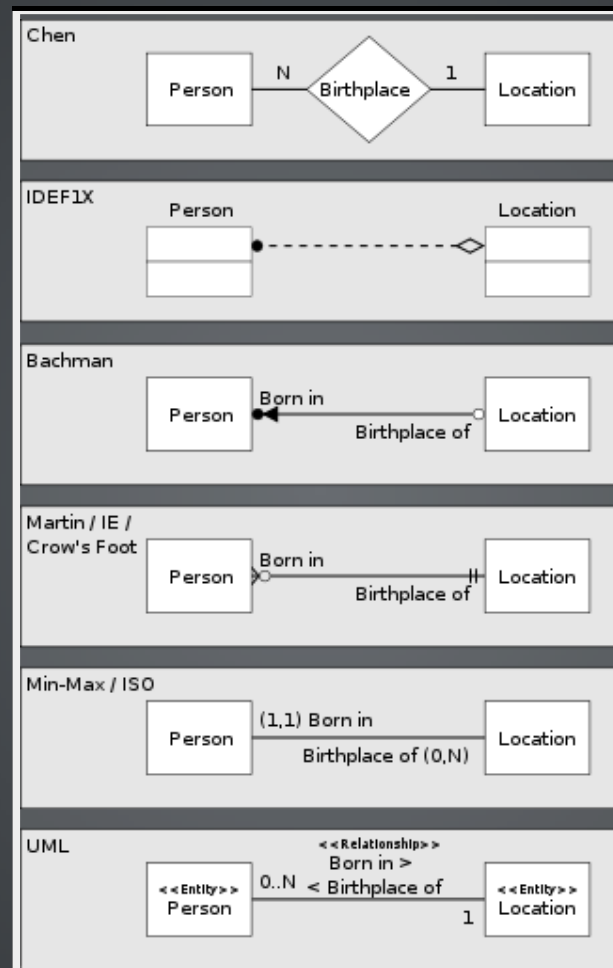 Chen
Person
N
Birthplace
1
Location
IDEF1X
Person
Location
Bachman
Person
Born in
Birthplace of
Location
Martin / IE /
Crow's Foot
Person
Born in
Birthplace of
Location
Min-Max / ISO
Person
(1,1) Born in
Birthplace of (0,N)
Location
UML
<<Entity>>
Person
0..N
<<Relationship>>
Born in >
< Birthplace of
1
<<Entity>>
Location